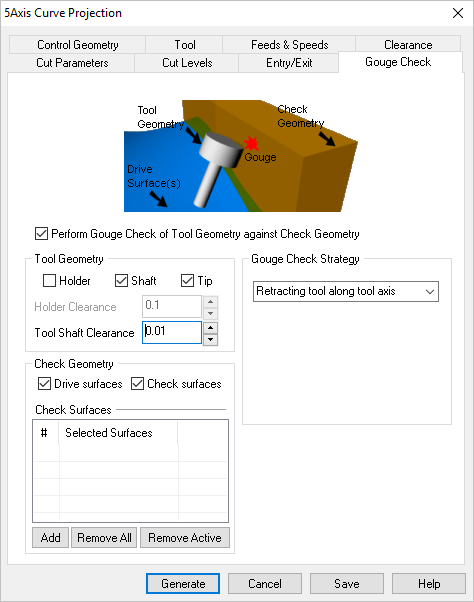 5Axis Curve Projection
Control Geometry
Tool
Feeds & Speeds
Clearance
Cut Parameters
Cut Levels
Entry/Exit
Gouge Check
Tool
Geometry
Check
Geometry
Gouge
Drive
Surface(s)
Perform Gouge Check of Tool Geometry against Check Geometry
Tool Geometry
Holder
Shaft
Tip
Holder Clearance
0.1
Tool Shaft Clearance
0.01
Gouge Check Strategy
Retracting tool along tool axis
Check Geometry
Drive surfaces
Check surfaces
Check Surfaces
# Selected Surfaces
Add
Remove All
Remove Active
Generate
Cancel
Save
Help